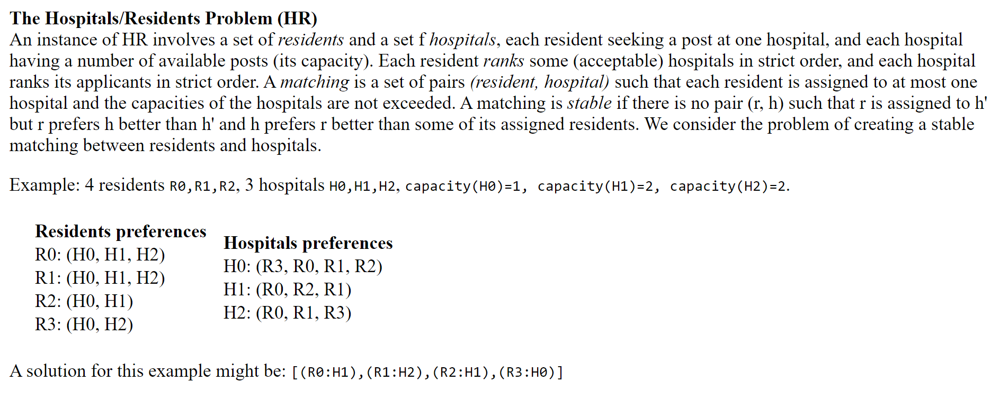 The Hospitals/Residents Problem (HR)
An instance of HR involves a set of residents and a set f hospitals, each resident seeking a post at one hospital, and each hospital
having a number of available posts (its capacity). Each resident ranks some (acceptable) hospitals in strict order, and each hospital
ranks its applicants in strict order. A matching is a set of pairs (resident, hospital) such that each resident is assigned to at most one
hospital and the capacities of the hospitals are not exceeded. A matching is stable if there is no pair (r, h) such that r is assigned to h'
but r prefers h better than h' and h prefers r better than some of its assigned residents. We consider the problem of creating a stable
matching between residents and hospitals.
Example: 4 residents R0,R1,R2, 3 hospitals H0,H1,H2, capacity(H0)=1, capacity(H1)=2, capacity(H2)=2.
Residents preferences
R0: (H0, H1, H2)
R1: (H0, H1, H2)
R2: (H0, H1)
R3: (H0, H2)
Hospitals preferences
H0: (R3, R0, R1, R2)
H1: (R0, R2, R1)
H2: (R0, R1, R3)
A solution for this example might be: [(R0:H1),(R1:H2),(R2:H1),(R3:H0)]